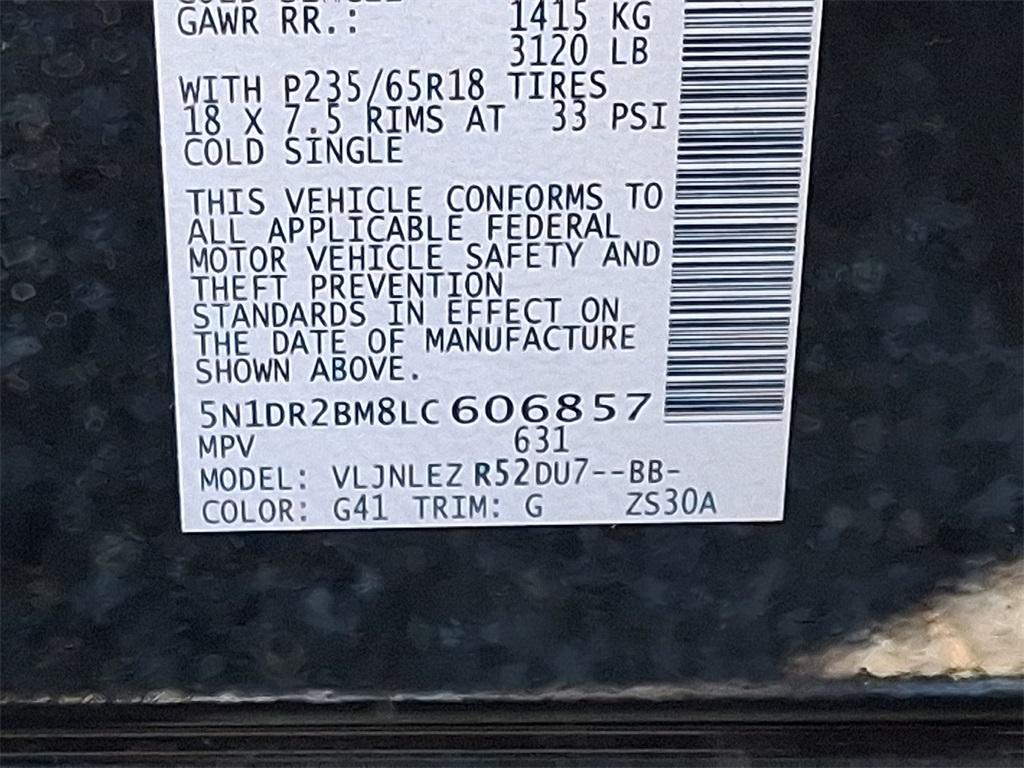 GAWR RR.: 1415 KG
3120 LB
WITH P235/65R18 TIRES
18 X 7.5 RIMS AT 33 PSI
COLD SINGLE
THIS VEHICLE CONFORMS TO
ALL APPLICABLE FEDERAL
MOTOR VEHICLE SAFETY AND
THEFT PREVENTION
STANDARDS IN EFFECT ON
THE DATE OF MANUFACTURE
SHOWN ABOVE.
5N1DR2BM8LC606857
MPV 631
MODEL: VLJNLEZ R52DU7--BB-
COLOR: G41 TRIM: G ZS30A